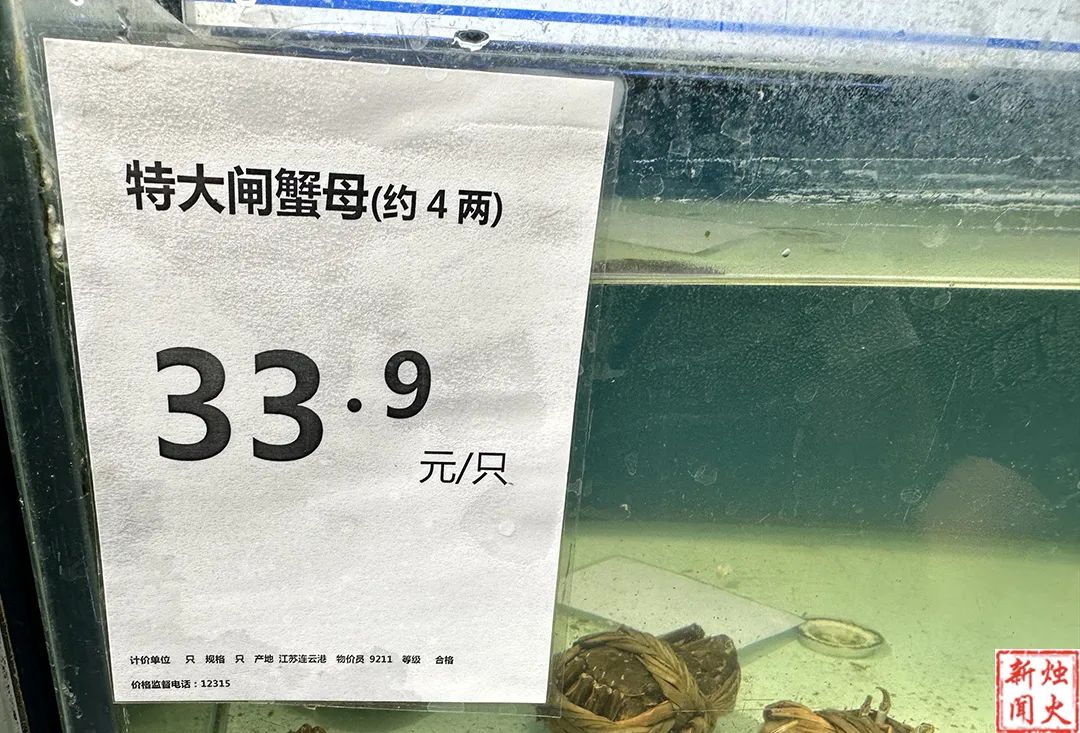 特大闸蟹母(约 4 两)
33.9
元/只
计价单位 只 规格 只 产地 江苏连云港 物价员 9211 等级 合格
价格监督电话：12315
烛火
新闻